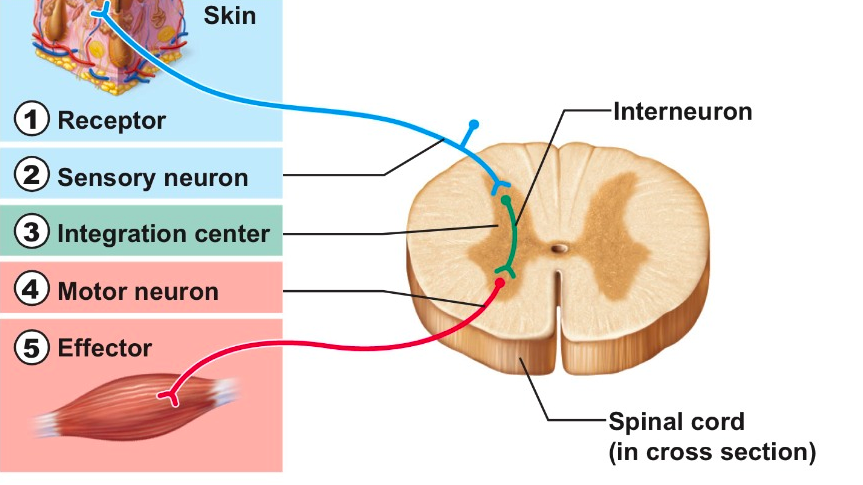 Skin
1 Receptor
Interneuron
2 Sensory neuron
3 Integration center
4 Motor neuron
5 Effector
Spinal cord
(in cross section)